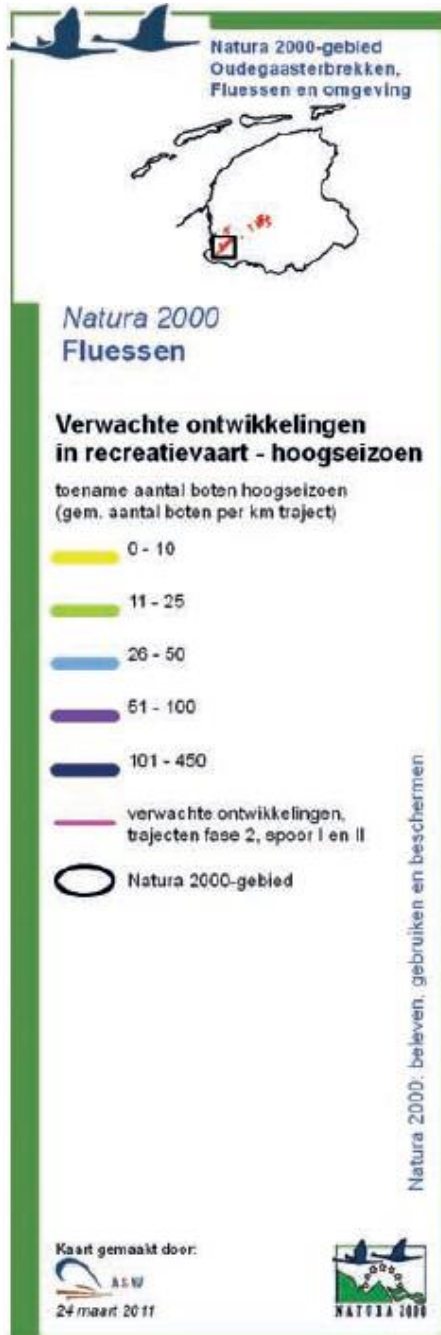 Natura 2000-gebied
Oudegaasterbrekken,
Fluessen en omgeving
Natura 2000
Fluessen
Verwachte ontwikkelingen
in recreatievaart - hoogseizoen
toename aantal boten hoogseizoen
(gem. aantal boten per km traject)
0 - 10
11 - 25
26 - 50
51 - 100
101 - 450
verwachte ontwikkelingen,
trajecten fase 2, spoor I en II
Natura 2000-gebied
Natura 2000: beleven, gebruiken en beschermen
Kaart gemaakt door:
A&W
24 maart 2011
NATURA 2000